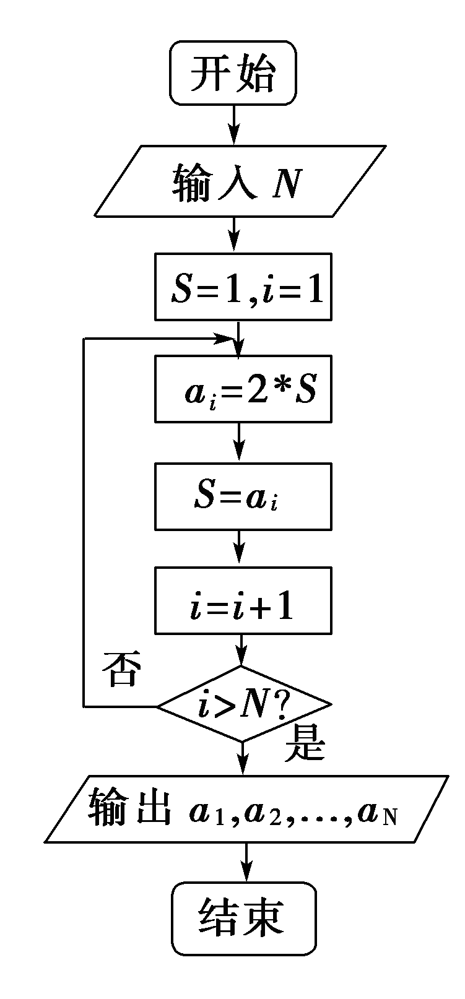 开始
输入 N
S=1,i=1
a_i=2*S
S=a_i
i=i+1
否
i>N?
是
输出 a_1,a_2,…,a_N
结束